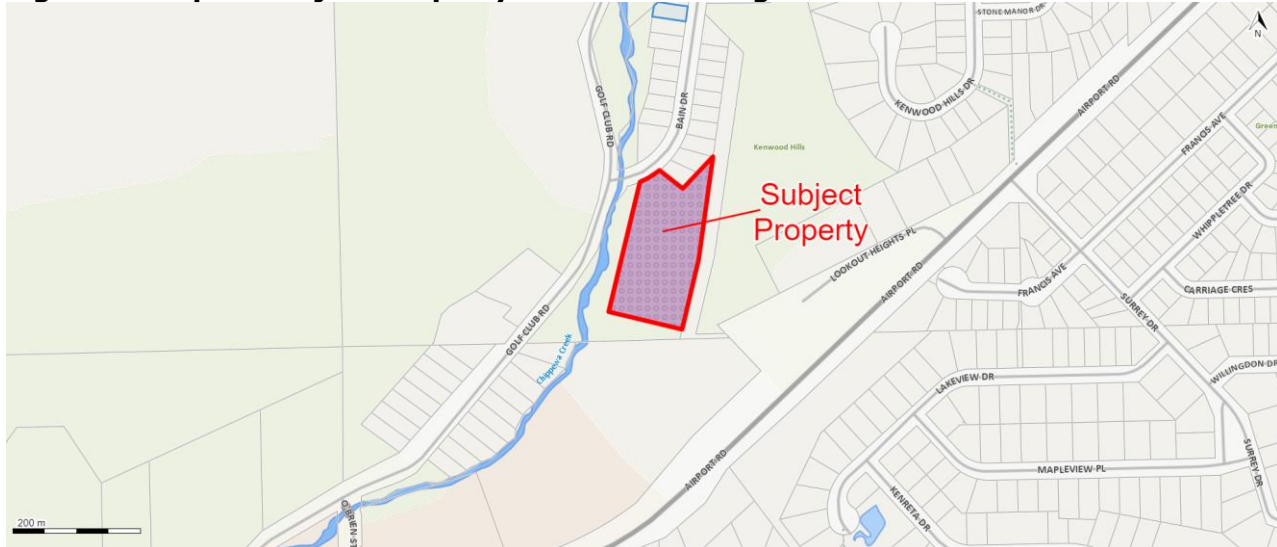 STONE MANOR DR
N
KENWOOD HILLS DR
AIRPORT RD
FRANCIS AVE
GOLF CLUB RD
BAIN DR
Kenwood Hills
Green
WHIPPLETREE DR
Subject
Property
LOOKOUT HEIGHTS PL
AIRPORT RD
FRANCIS AVE
CARRIAGE CRES
SURREY DR
GOLF CLUB RD
Chippewa Creek
WILLINGDON DR
LAKEVIEW DR
MAPLEVIEW PL
SURREY DR
AIRPORT RD
KENRETA DR
O'BRIEN ST
200 m